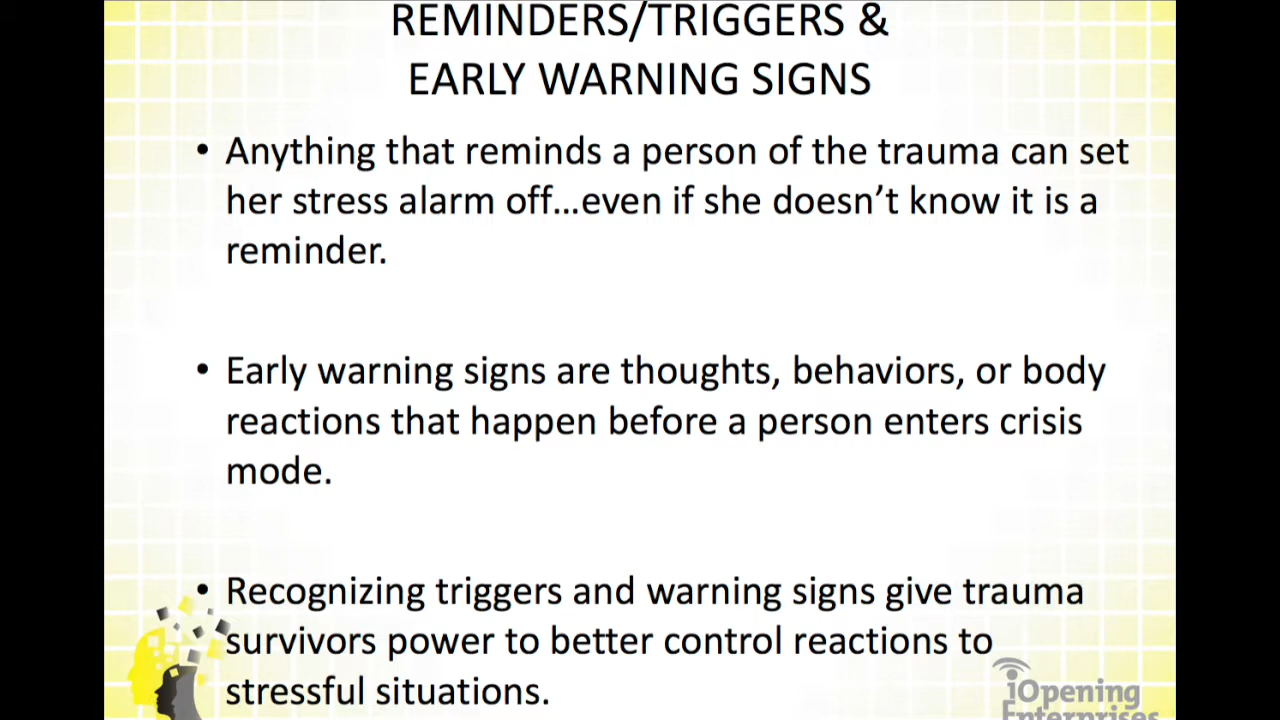 REMINDERS/TRIGGERS &
EARLY WARNING SIGNS
• Anything that reminds a person of the trauma can set
her stress alarm off…even if she doesn’t know it is a
reminder.
• Early warning signs are thoughts, behaviors, or body
reactions that happen before a person enters crisis
mode.
• Recognizing triggers and warning signs give trauma
survivors power to better control reactions to
stressful situations.
iOpening
Enterprises